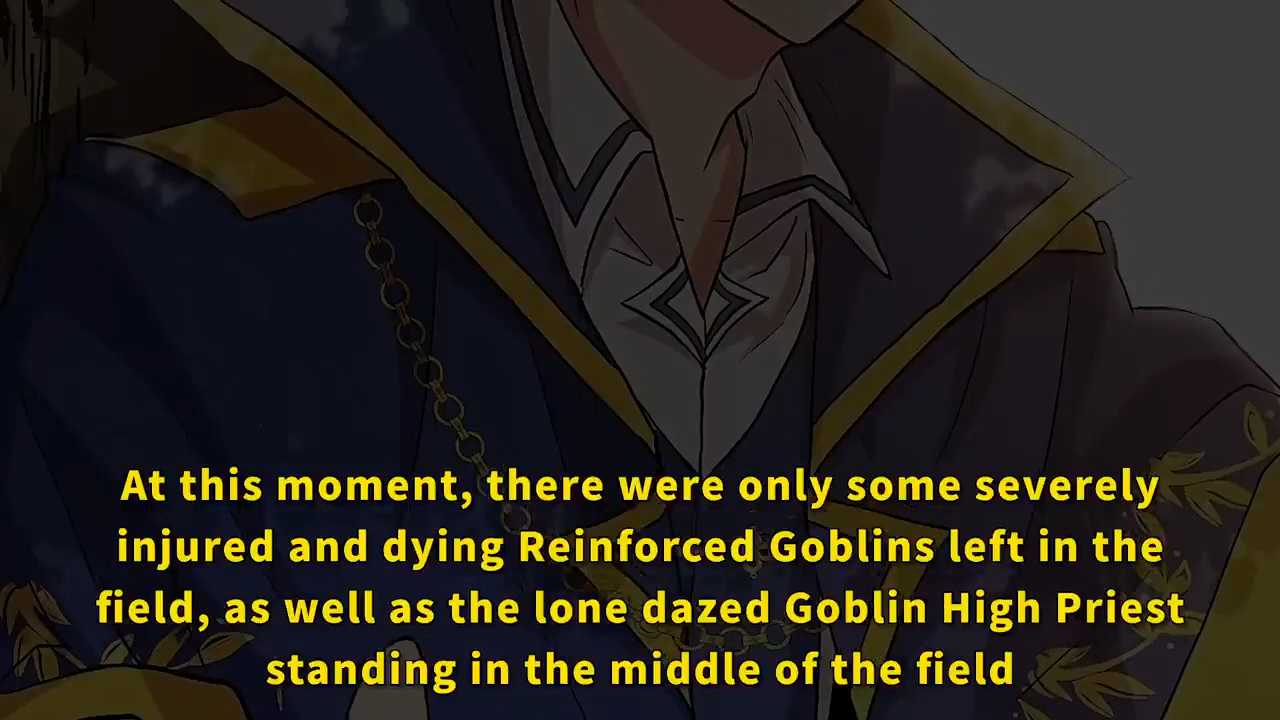 At this moment, there were only some severely
injured and dying Reinforced Goblins left in the
field, as well as the lone dazed Goblin High Priest
standing in the middle of the field